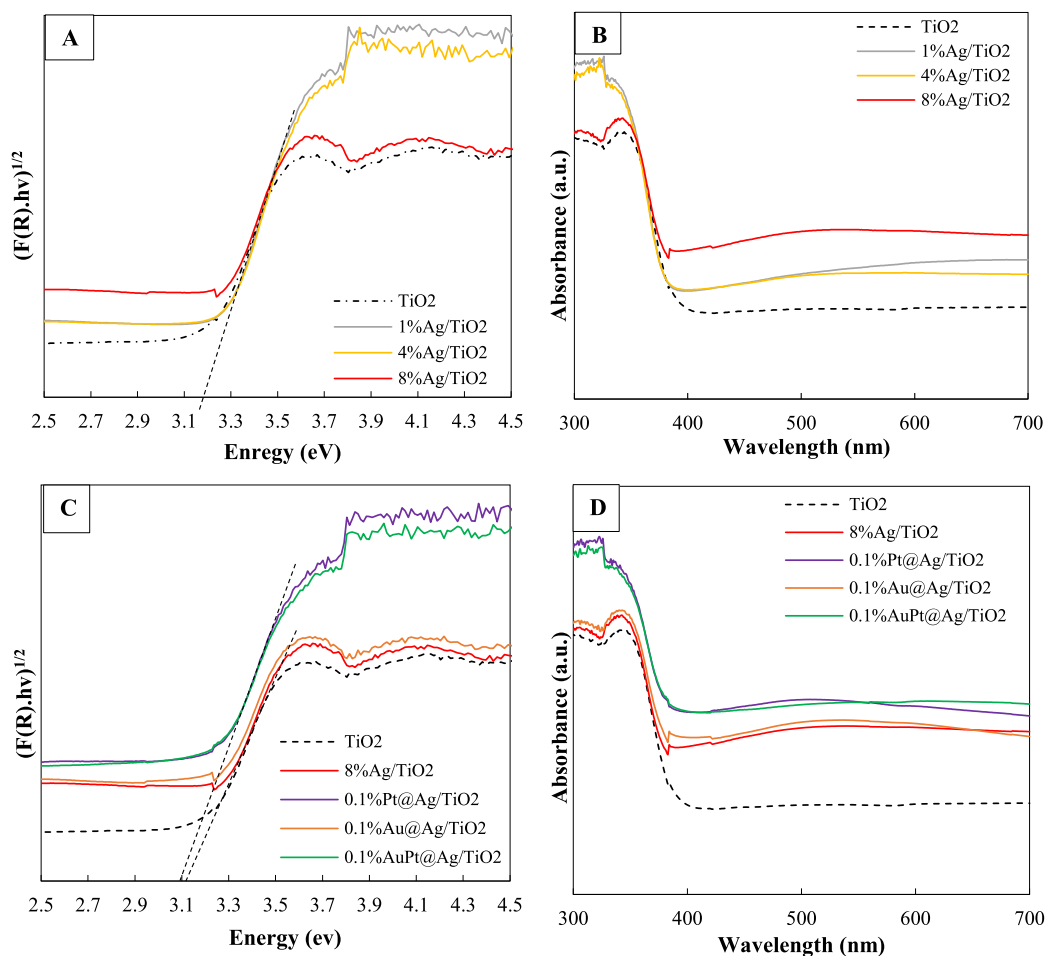 A
(F(R).hv)1/2
TiO2
1%Ag/TiO2
4%Ag/TiO2
8%Ag/TiO2
2.5 2.7 2.9 3.1 3.3 3.5 3.7 3.9 4.1 4.3 4.5
Enregy (eV)
B
Absorbance (a.u.)
TiO2
1%Ag/TiO2
4%Ag/TiO2
8%Ag/TiO2
300 400 500 600 700
Wavelength (nm)
C
(F(R).hv)1/2
TiO2
8%Ag/TiO2
0.1%Pt@Ag/TiO2
0.1%Au@Ag/TiO2
0.1%AuPt@Ag/TiO2
2.5 2.7 2.9 3.1 3.3 3.5 3.7 3.9 4.1 4.3 4.5
Energy (ev)
D
Absorbance (a.u.)
TiO2
8%Ag/TiO2
0.1%Pt@Ag/TiO2
0.1%Au@Ag/TiO2
0.1%AuPt@Ag/TiO2
300 400 500 600 700
Wavelength (nm)